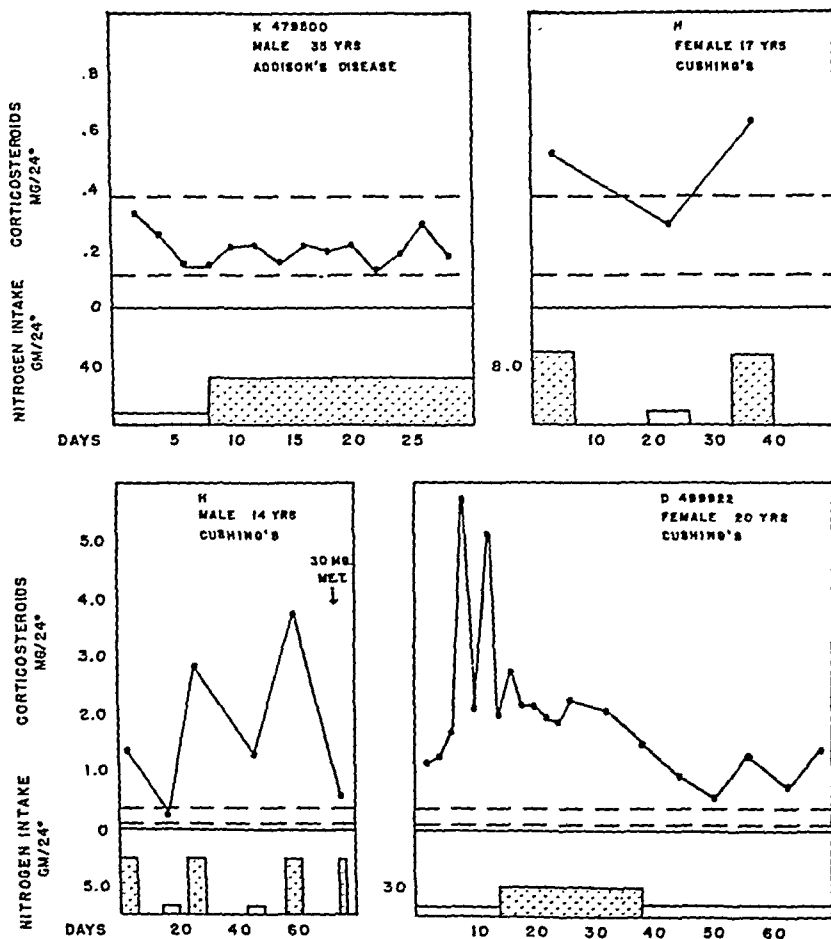 K 479800
MALE 35 YRS
ADDISON'S DISEASE
H
FEMALE 17 YRS
CUSHING'S
CORTICOSTEROIDS
MG/24°
.8
.6
.4
.2
0
NITROGEN INTAKE
GM/24°
40
8.0
DAYS 5 10 15 20 25
10 20 30 40
H
MALE 14 YRS
CUSHING'S
30 MG.
MET.
D 499922
FEMALE 20 YRS
CUSHING'S
CORTICOSTEROIDS
MG/24°
5.0
4.0
3.0
2.0
1.0
0
NITROGEN INTAKE
GM/24°
5.0
30
DAYS 20 60
10 20 30 40 50 60